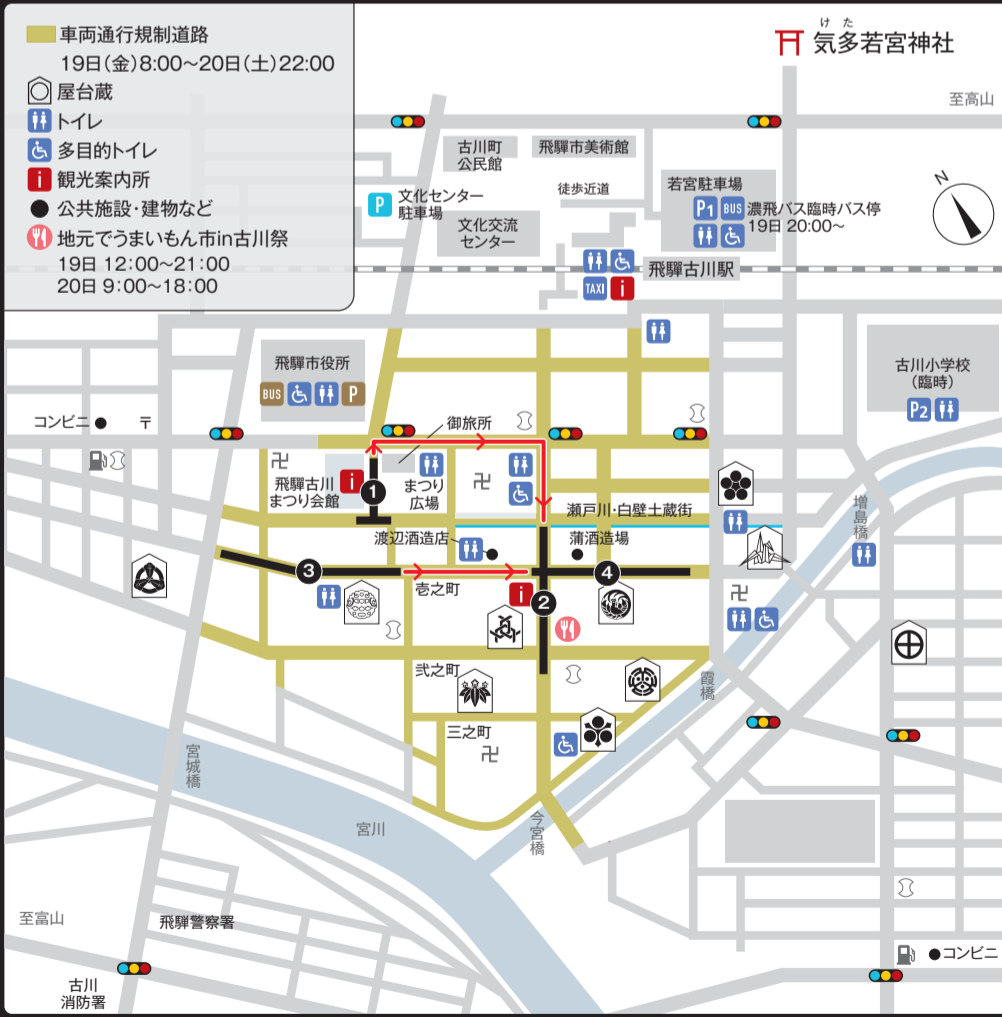 車両通行規制道路
19日(金)8:00〜20日(土)22:00
屋台蔵
トイレ
多目的トイレ
i 観光案内所
公共施設・建物など
地元でうまいもん市in古川祭
19日 12:00〜21:00
20日 9:00〜18:00
けた
気多若宮神社
至高山
N
古川町
公民館
飛騨市美術館
徒歩近道
P
文化センター
駐車場
文化交流
センター
若宮駐車場
P1 BUS
濃飛バス臨時バス停
19日 20:00〜
飛騨古川駅
TAXI i
飛騨市役所
BUS P
古川小学校
(臨時)
P2
コンビニ
〒
御旅所
卍
飛騨古川
まつり会館
i
1
まつり
広場
卍
瀬戸川・白壁土蔵街
渡辺酒造店
蒲酒造場
増島橋
3
4
壱之町
i
2
卍
弐之町
霞橋
三之町
卍
宮城橋
宮川
今宮橋
至富山
飛騨警察署
古川
消防署
コンビニ